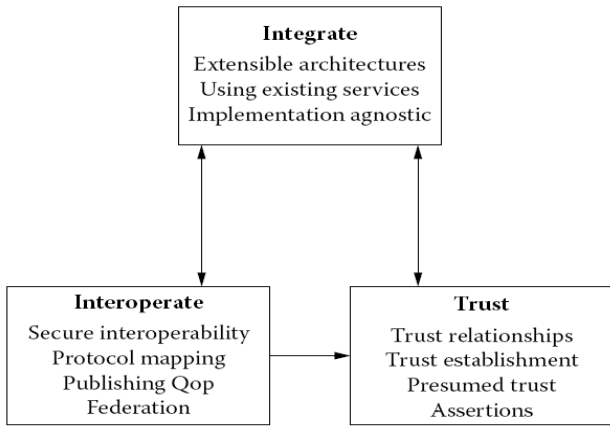 Integrate
Extensible architectures
Using existing services
Implementation agnostic
Interoperate
Secure interoperability
Protocol mapping
Publishing Qop
Federation
Trust
Trust relationships
Trust establishment
Presumed trust
Assertions